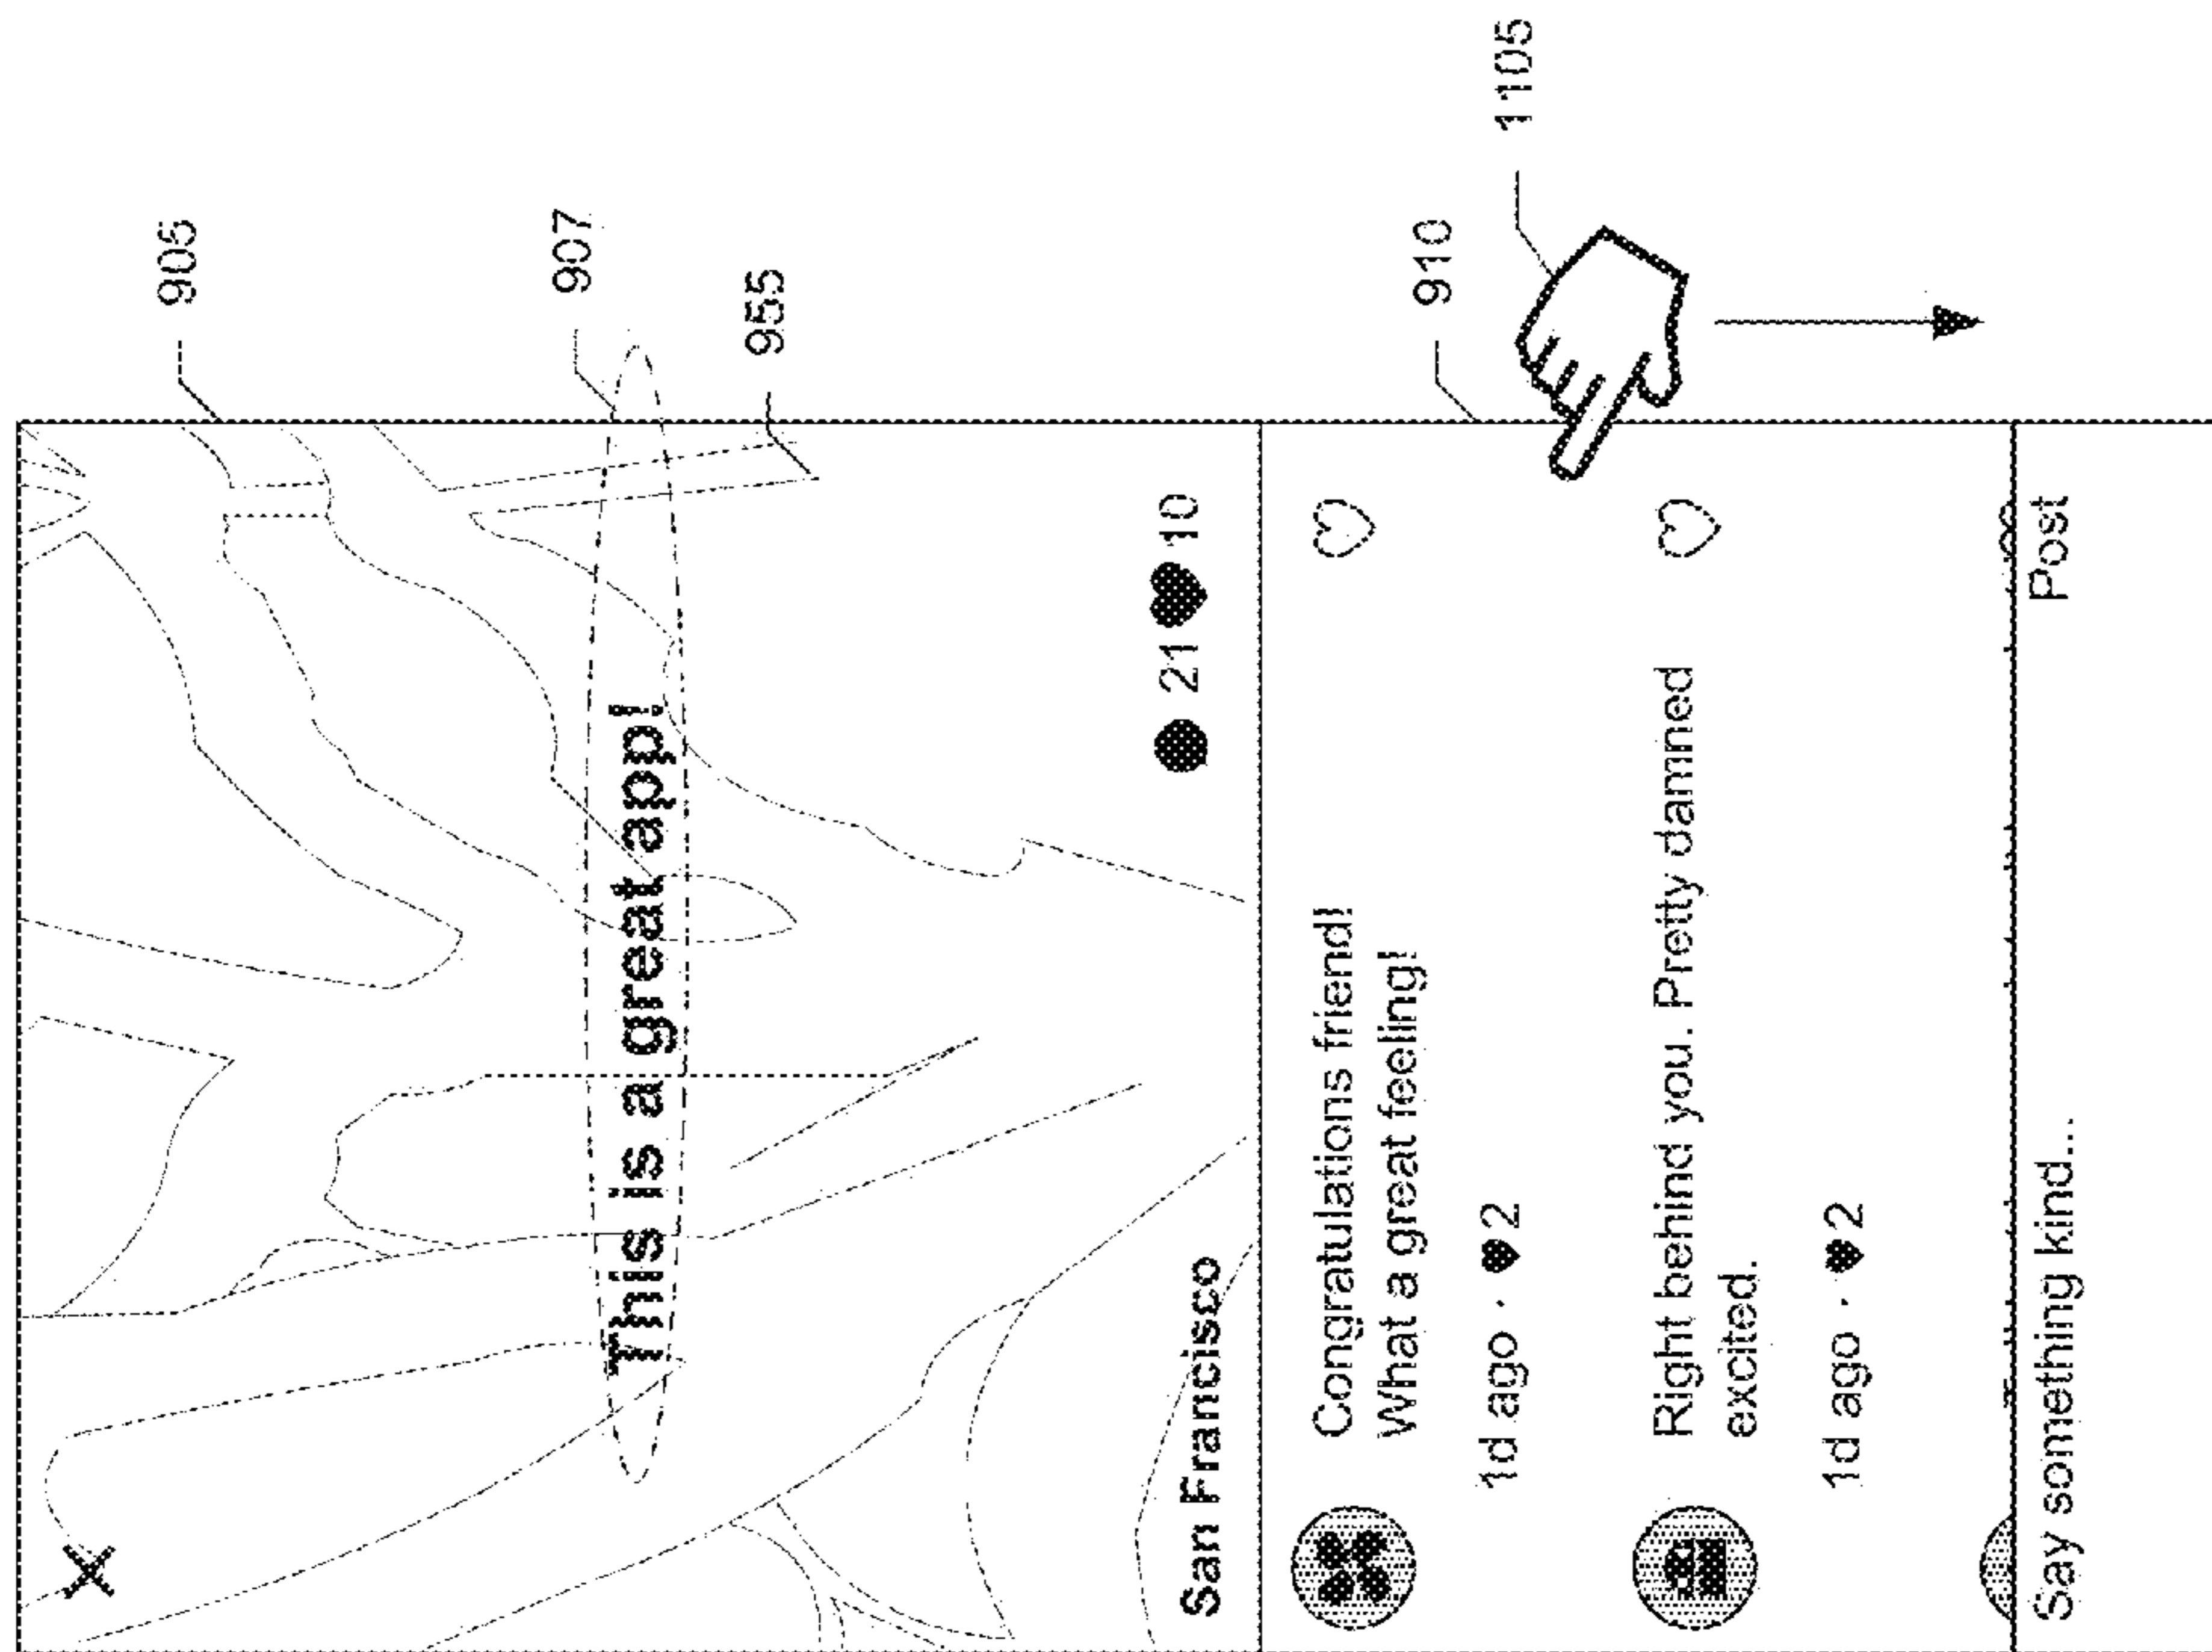 905
907
955
This is a great app!
San Francisco
21 10
910
1105
Congratulations friend!
What a great feeling!
1d ago · 2
Right behind you. Pretty damned
excited.
1d ago · 2
Say something kind... Post